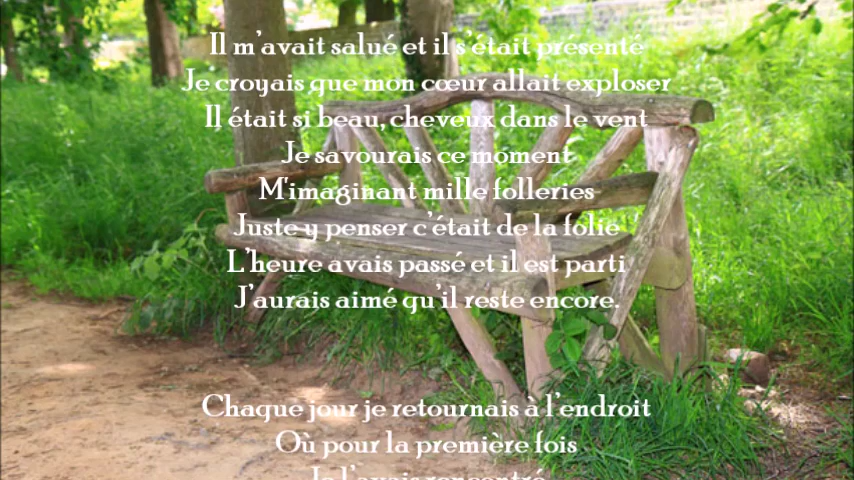 Il m'avait salué et il s'était présenté
Je croyais que mon cœur allait exploser
Il était si beau, cheveux dans le vent
Je savourais ce moment
M'imaginant mille folleries
Juste y penser c'était de la folie
L'heure avais passé et il est parti
J'aurais aimé qu'il reste encore.
Chaque jour je retournais à l'endroit
Où pour la première fois
Je l'avais rencontré